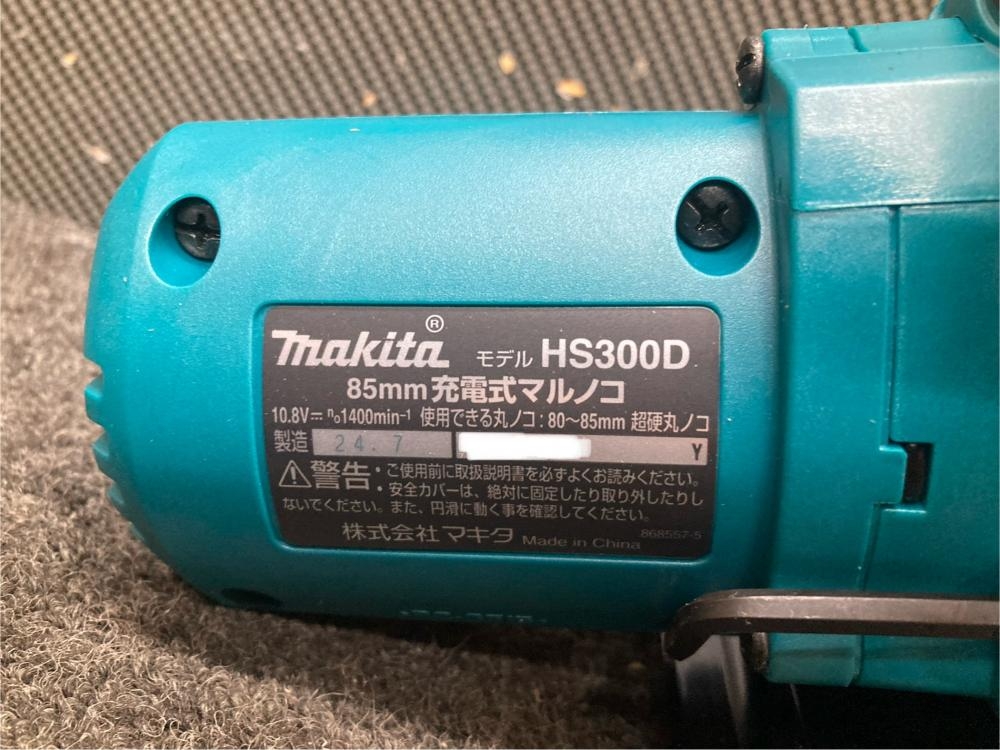 makita® モデル HS300D
85mm 充電式マルノコ
10.8V⎓ n₀1400min⁻¹ 使用できる丸ノコ:80～85mm 超硬丸ノコ
製造 24.7 Y
⚠警告:ご使用前に取扱説明書を必ずよくお読みください。
安全カバーは、絶対に固定したり取り外したりし
ないでください。また、円滑に動く事を確認してください。
株式会社 マキタ Made in China 868557-5